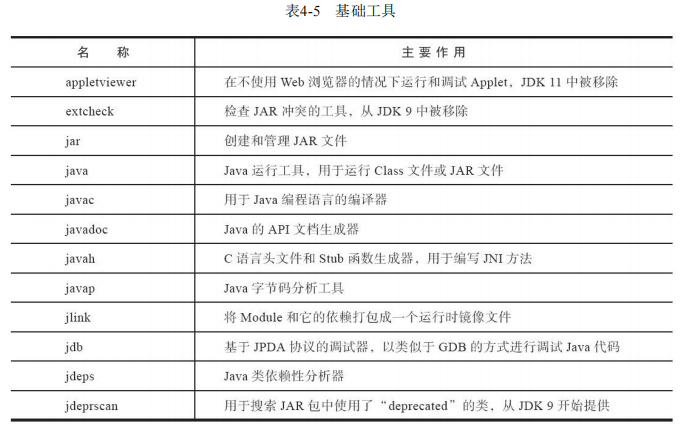 表4-5 基础工具
名 称 主要作用
appletviewer 在不使用 Web 浏览器的情况下运行和调试 Applet，JDK 11 中被移除
extcheck 检查 JAR 冲突的工具，从 JDK 9 中被移除
jar 创建和管理 JAR 文件
java Java 运行工具，用于运行 Class 文件或 JAR 文件
javac 用于 Java 编程语言的编译器
javadoc Java 的 API 文档生成器
javah C 语言头文件和 Stub 函数生成器，用于编写 JNI 方法
javap Java 字节码分析工具
jlink 将 Module 和它的依赖打包成一个运行时镜像文件
jdb 基于 JPDA 协议的调试器，以类似于 GDB 的方式进行调试 Java 代码
jdeps Java 类依赖性分析器
jdeprscan 用于搜索 JAR 包中使用了“deprecated”的类，从 JDK 9 开始提供